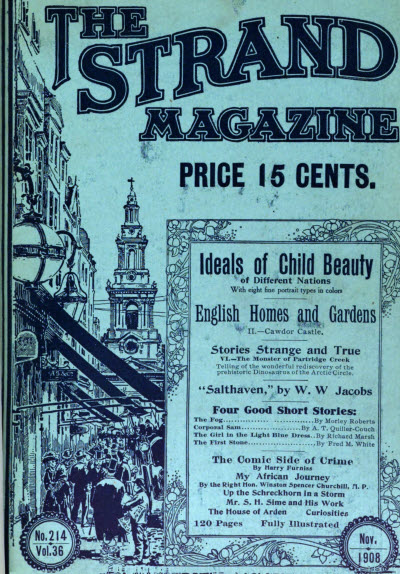 THE
STRAND
MAGAZINE
PRICE 15 CENTS.
Ideals of Child Beauty
of Different Nations
With eight fine portrait types in colors
English Homes and Gardens
II.—Cawdor Castle,
Stories Strange and True
VI.—The Monster of Partridge Creek
Telling of the wonderful rediscovery of the
prehistoric Dinosaurus of the Arctic Circle.
"Salthaven," by W. W Jacobs
Four Good Short Stories:
The Fog..............................By Morley Roberts
Corporal Sam....................By A. T. Quiller-Couch
The Girl in the Light Blue Dress..By Richard Marsh
The First Stone.......................By Fred M. White
The Comic Side of Crime
By Harry Furniss
My African Journey
By the Right Hon. Winston Spencer Churchill, M. P.
Up the Schreckhorn in a Storm
Mr. S. H. Sime and His Work
The House of Arden Curiosities
120 Pages Fully Illustrated
No. 214
Vol. 36
Nov.
1908